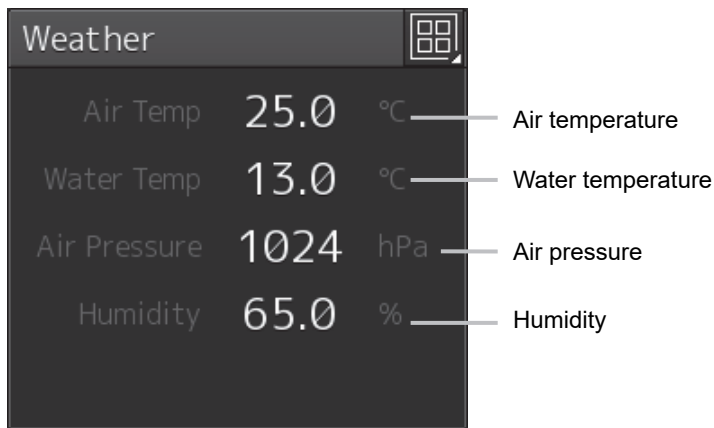 Weather
Air Temp 25.0 ℃ Air temperature
Water Temp 13.0 ℃ Water temperature
Air Pressure 1024 hPa Air pressure
Humidity 65.0 % Humidity